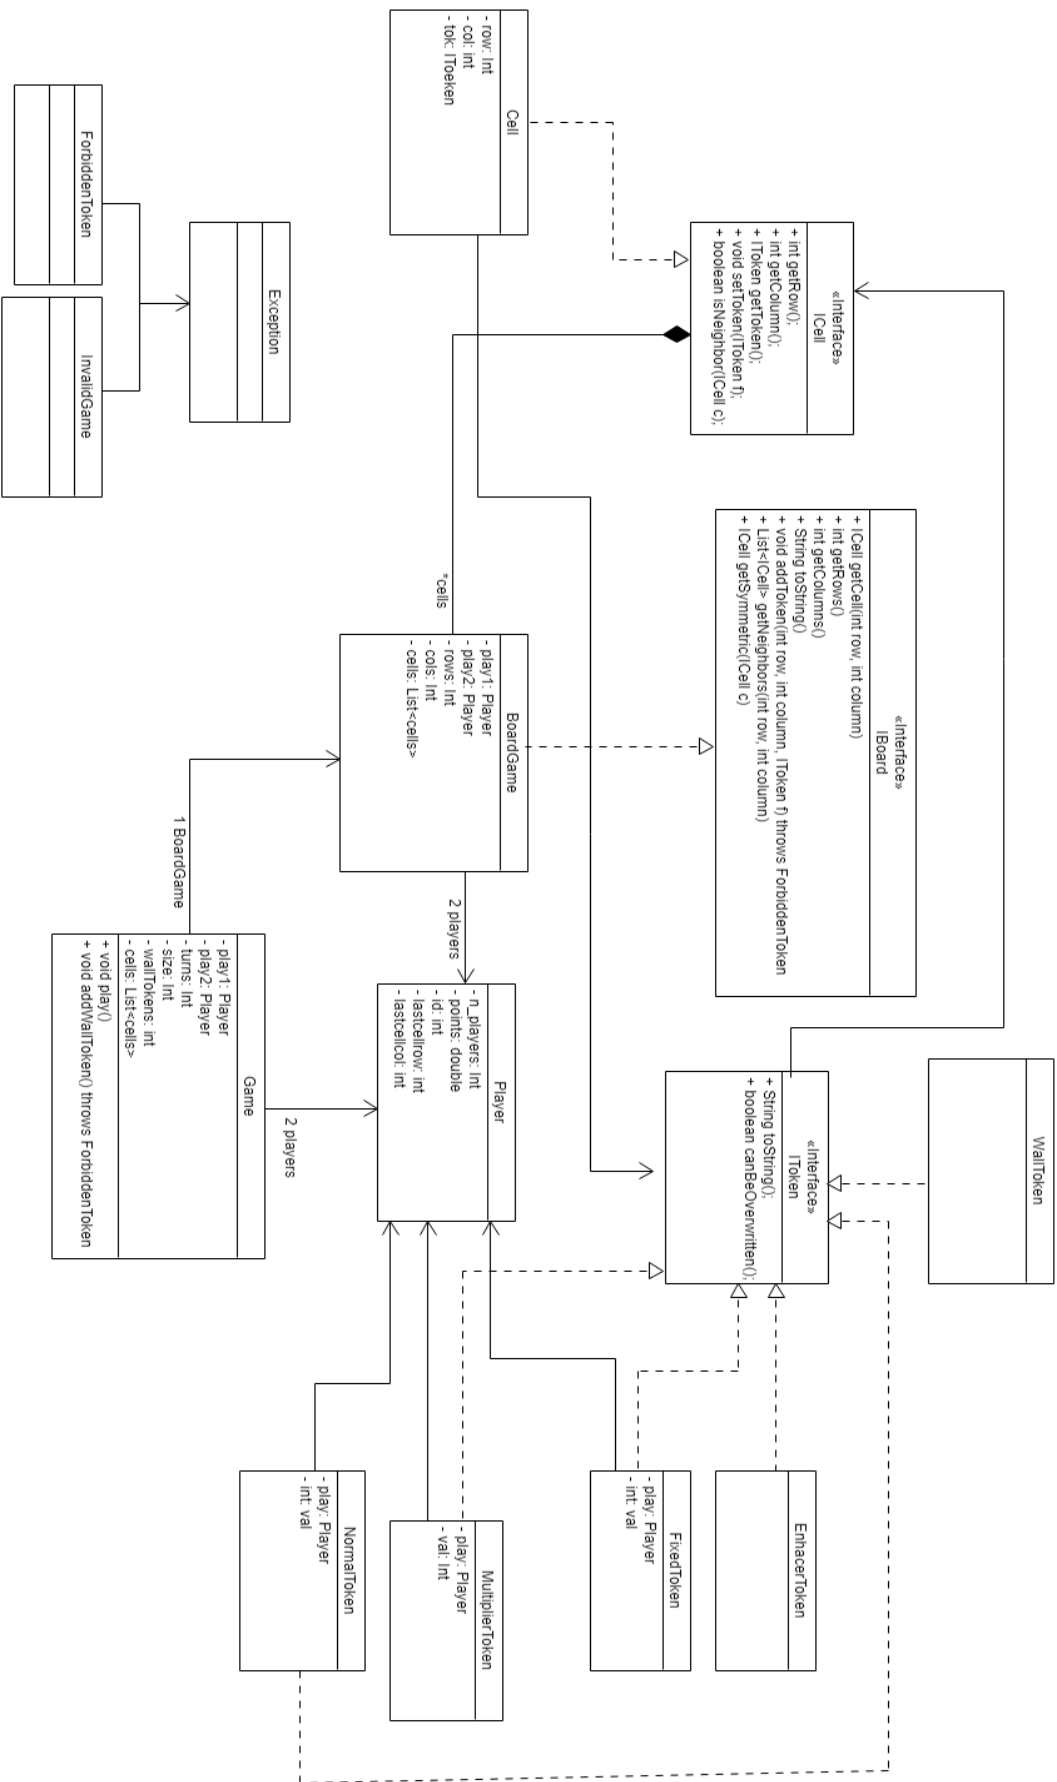 Cell
- row: Int
- col: int
- tok: IToeken
«Interface»
ICell
+ int getRow();
+ int getColumn();
+ IToken getToken();
+ void setToken(IToken f);
+ boolean isNeighbor(ICell c);
«Interface»
IBoard
+ ICell getCell(int row, int column)
+ int getRows()
+ int getColumns()
+ String toString()
+ void addToken(int row, int column, IToken f) throws ForbiddenToken
+ List<ICell> getNeighbors(int row, int column)
+ ICell getSymmetric(ICell c)
WallToken
«Interface»
IToken
+ String toString();
+ boolean canBeOverwritten();
Exception
ForbiddenToken
InvalidGame
*cells
BoardGame
- play1: Player
- play2: Player
- rows: Int
- cols: Int
- cells: List<cells>
2 players
Player
- n_players: Int
- points: double
- id: int
- lastcellrow: int
- lastcellcol: int
1 BoardGame
2 players
Game
- play1: Player
- play2: Player
- turns: Int
- size: Int
- wallTokens: int
- cells: List<cells>
+ void play()
+ void addWallToken() throws ForbiddenToken
EnhacerToken
FixedToken
- play: Player
- int: val
MultiplierToken
- play: Player
- val: Int
NormalToken
- play: Player
- int: val